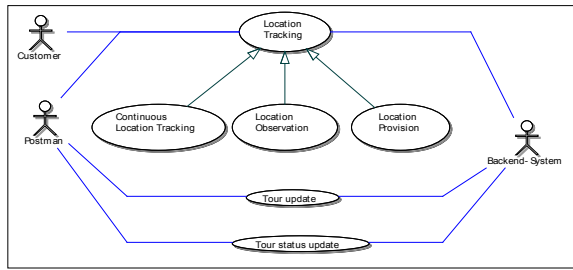 Location
Tracking
Customer
Continuous
Location Tracking
Location
Observation
Location
Provision
Postman
Backend-System
Tour update
Tour status update